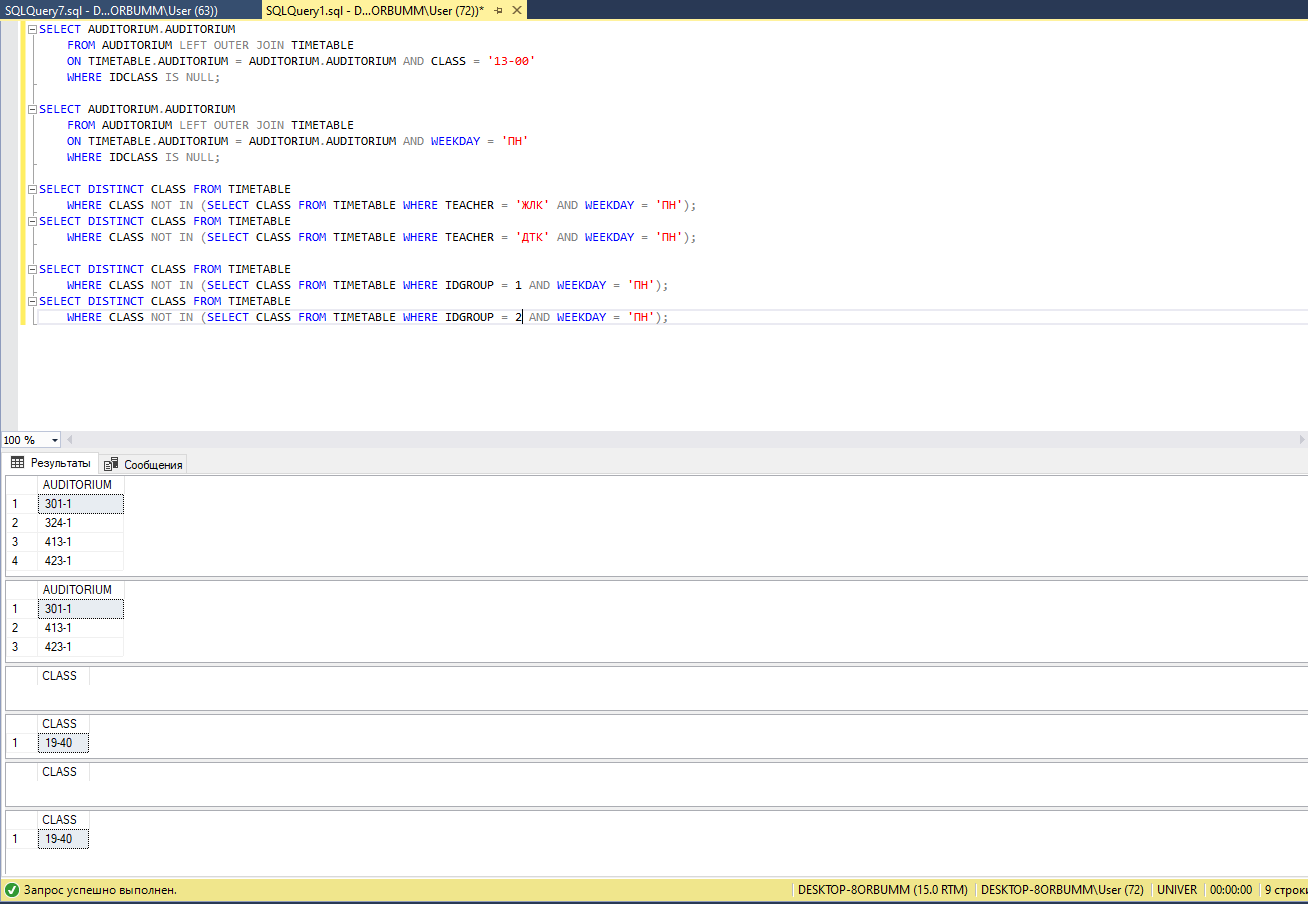 SQLQuery7.sql - D...ORBUMM\User (63))
SQLQuery1.sql - D...ORBUMM\User (72))*
SELECT AUDITORIUM.AUDITORIUM
FROM AUDITORIUM LEFT OUTER JOIN TIMETABLE
ON TIMETABLE.AUDITORIUM = AUDITORIUM.AUDITORIUM AND CLASS = '13-00'
WHERE IDCLASS IS NULL;
SELECT AUDITORIUM.AUDITORIUM
FROM AUDITORIUM LEFT OUTER JOIN TIMETABLE
ON TIMETABLE.AUDITORIUM = AUDITORIUM.AUDITORIUM AND WEEKDAY = 'ПН'
WHERE IDCLASS IS NULL;
SELECT DISTINCT CLASS FROM TIMETABLE
WHERE CLASS NOT IN (SELECT CLASS FROM TIMETABLE WHERE TEACHER = 'ЖЛК' AND WEEKDAY = 'ПН');
SELECT DISTINCT CLASS FROM TIMETABLE
WHERE CLASS NOT IN (SELECT CLASS FROM TIMETABLE WHERE TEACHER = 'ДТК' AND WEEKDAY = 'ПН');
SELECT DISTINCT CLASS FROM TIMETABLE
WHERE CLASS NOT IN (SELECT CLASS FROM TIMETABLE WHERE IDGROUP = 1 AND WEEKDAY = 'ПН');
SELECT DISTINCT CLASS FROM TIMETABLE
WHERE CLASS NOT IN (SELECT CLASS FROM TIMETABLE WHERE IDGROUP = 2 AND WEEKDAY = 'ПН');
100 %
Результаты Сообщения
AUDITORIUM
1 301-1
2 324-1
3 413-1
4 423-1
AUDITORIUM
1 301-1
2 413-1
3 423-1
CLASS
CLASS
1 19-40
CLASS
CLASS
1 19-40
Запрос успешно выполнен. DESKTOP-8ORBUMM (15.0 RTM) DESKTOP-8ORBUMM\User (72) UNIVER 00:00:00 9 строки